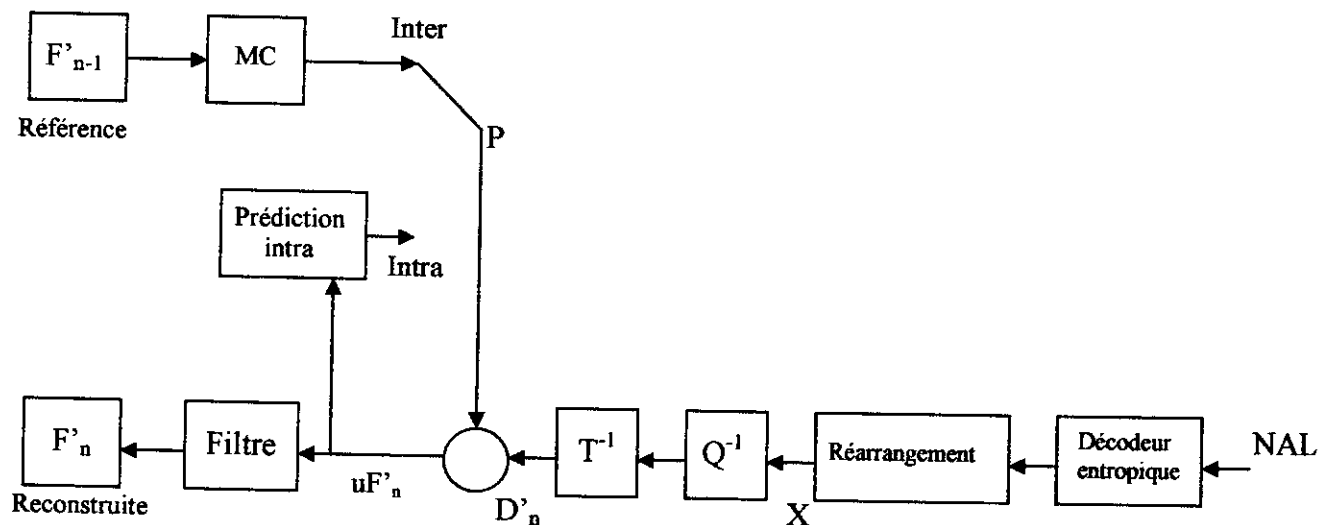 Inter
F’n-1
MC
Référence
P
Prédiction
intra
Intra
F’n
Filtre
T-1
Q-1
Réarrangement
Décodeur
entropique
NAL
Reconstruite
uF’n
D’n
X